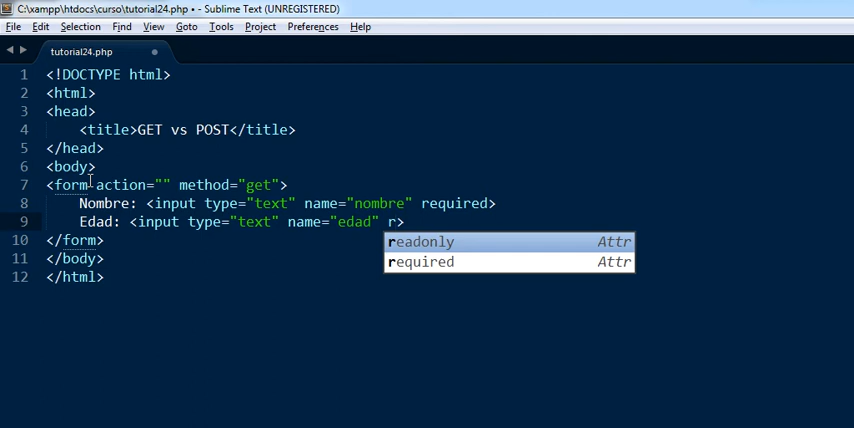 C:\xampp\htdocs\curso\tutorial24.php • - Sublime Text (UNREGISTERED)
File Edit Selection Find View Goto Tools Project Preferences Help
tutorial24.php
1 <!DOCTYPE html>
2 <html>
3 <head>
4 <title>GET vs POST</title>
5 </head>
6 <body>
7 <form action="" method="get">
8 Nombre: <input type="text" name="nombre" required>
9 Edad: <input type="text" name="edad" r>
10 </form>
readonly Attr
11 </body>
required Attr
12 </html>